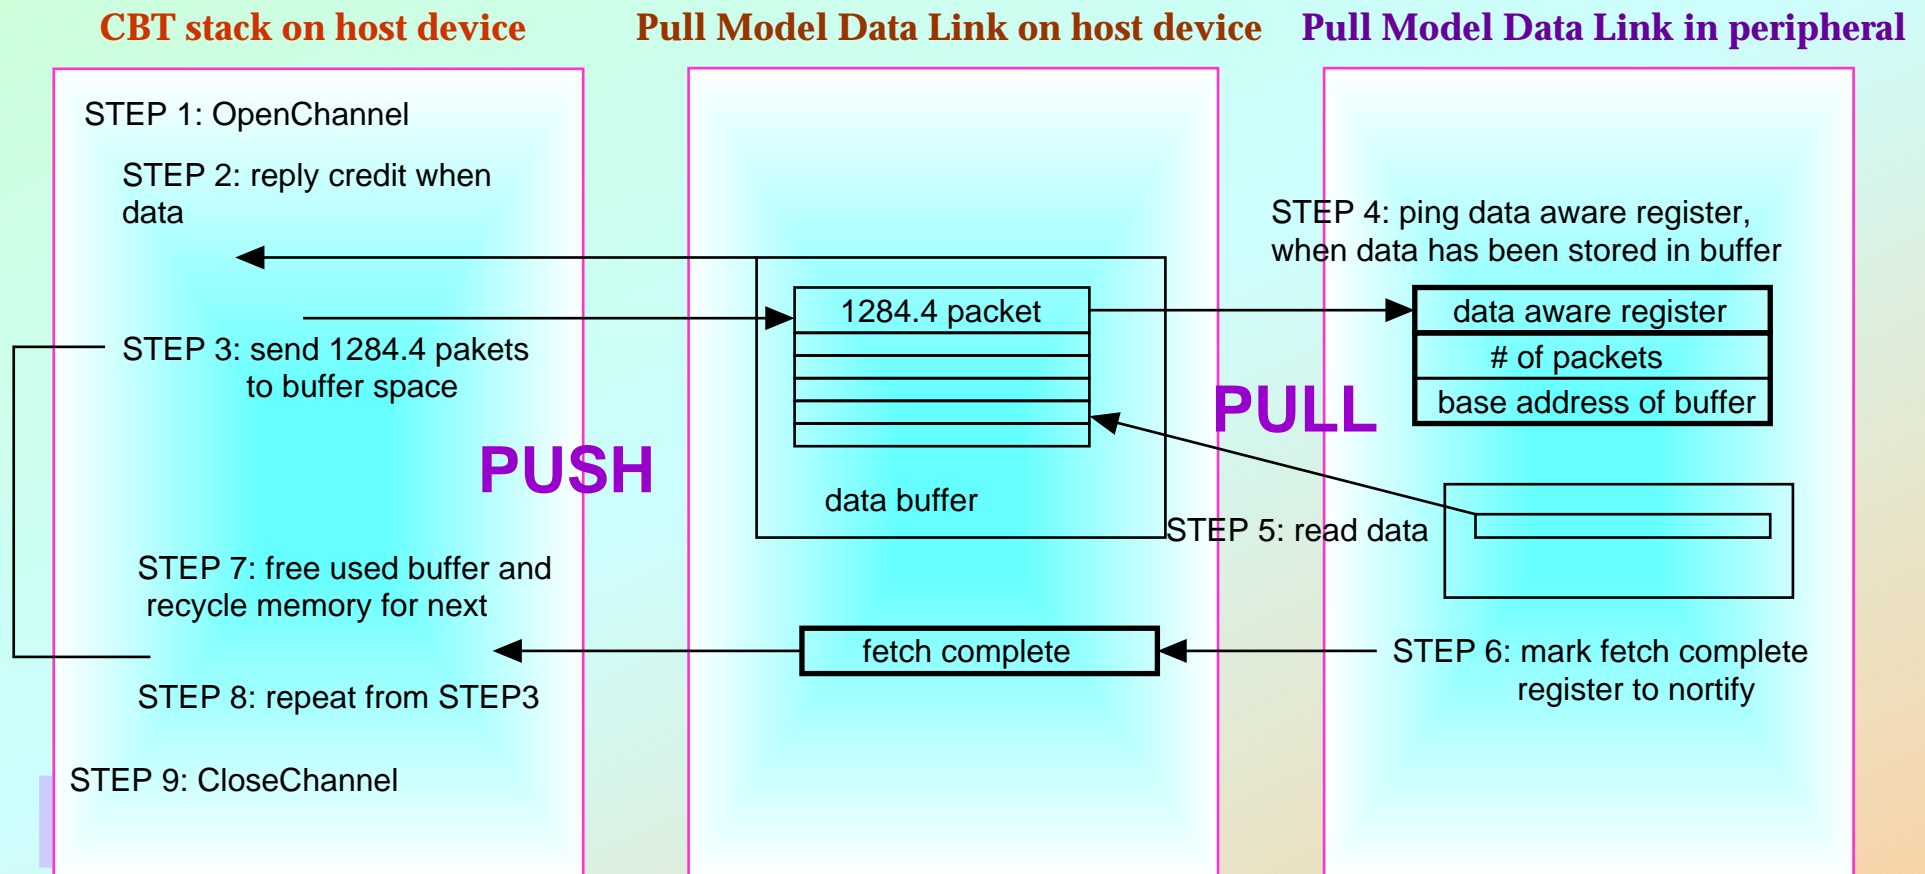 CBT stack on host device
Pull Model Data Link on host device
Pull Model Data Link in peripheral
STEP 1: OpenChannel
STEP 2: reply credit when
data
STEP 3: send 1284.4 pakets
to buffer space
PUSH
STEP 7: free used buffer and
recycle memory for next
STEP 8: repeat from STEP3
STEP 9: CloseChannel
1284.4 packet
data buffer
fetch complete
PULL
STEP 4: ping data aware register,
when data has been stored in buffer
data aware register
# of packets
base address of buffer
STEP 5: read data
STEP 6: mark fetch complete
register to nortify